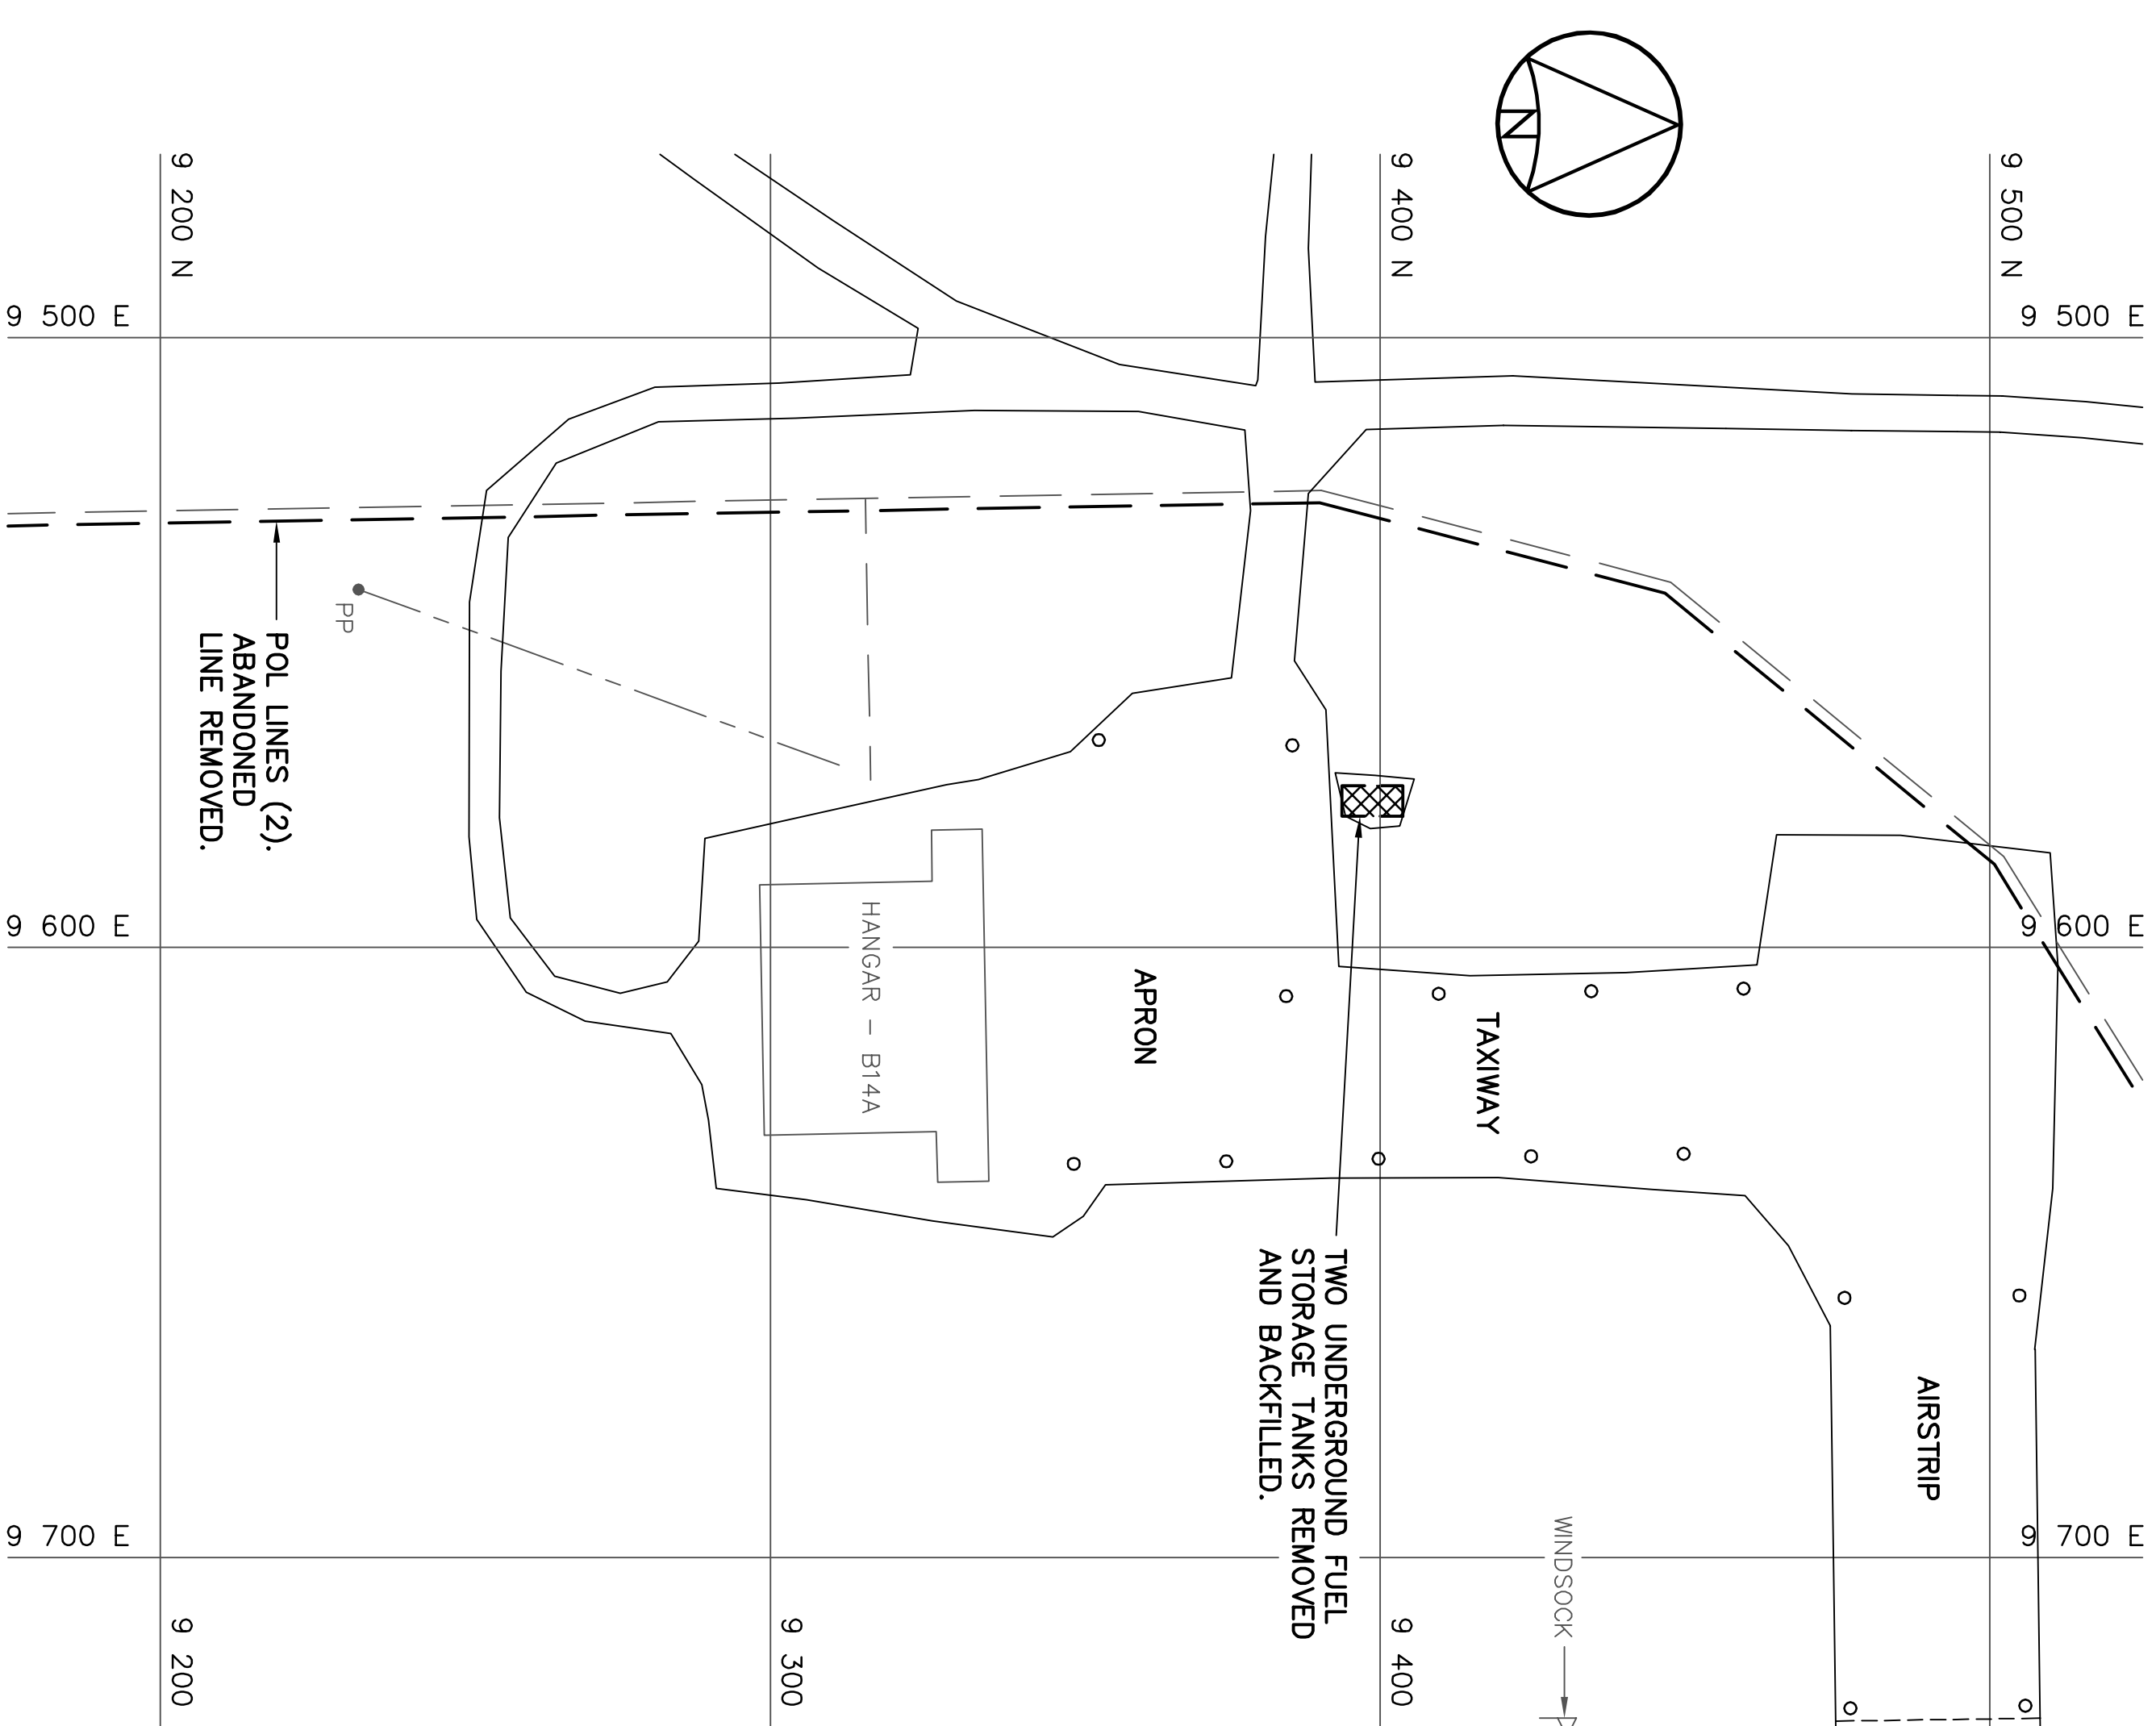 N
9 200 N
9 400 N
9 500 N
9 500 E
9 500 E
PP
POL LINES (2).
ABANDONED
LINE REMOVED.
9 600 E
9 600 E
HANGAR – B14A
APRON
TAXIWAY
TWO UNDERGROUND FUEL
STORAGE TANKS REMOVED
AND BACKFILLED.
AIRSTRIP
WINDSOCK
9 700 E
9 700 E
9 200
9 300
9 400